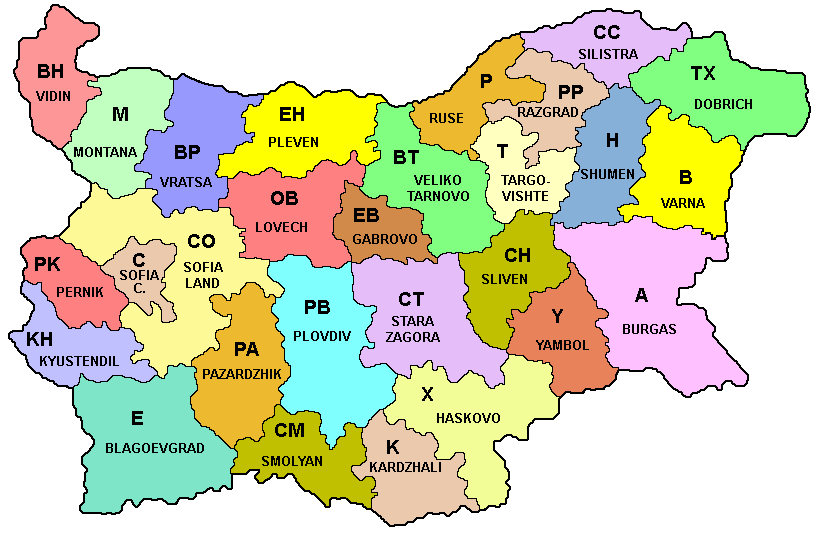 CC
SILISTRA
BH
VIDIN
P
RUSE
PP
RAZGRAD
TX
DOBRICH
M
MONTANA
BP
VRATSA
EH
PLEVEN
BT
VELIKO
TARNOVO
T
TARGO-
VISHTE
H
SHUMEN
B
VARNA
OB
LOVECH
EB
GABROVO
PK
PERNIK
C
SOFIA
C.
CO
SOFIA
LAND
CH
SLIVEN
KH
KYUSTENDIL
PB
PLOVDIV
CT
STARA
ZAGORA
Y
YAMBOL
A
BURGAS
PA
PAZARDZHIK
E
BLAGOEVGRAD
CM
SMOLYAN
X
HASKOVO
K
KARDZHALI